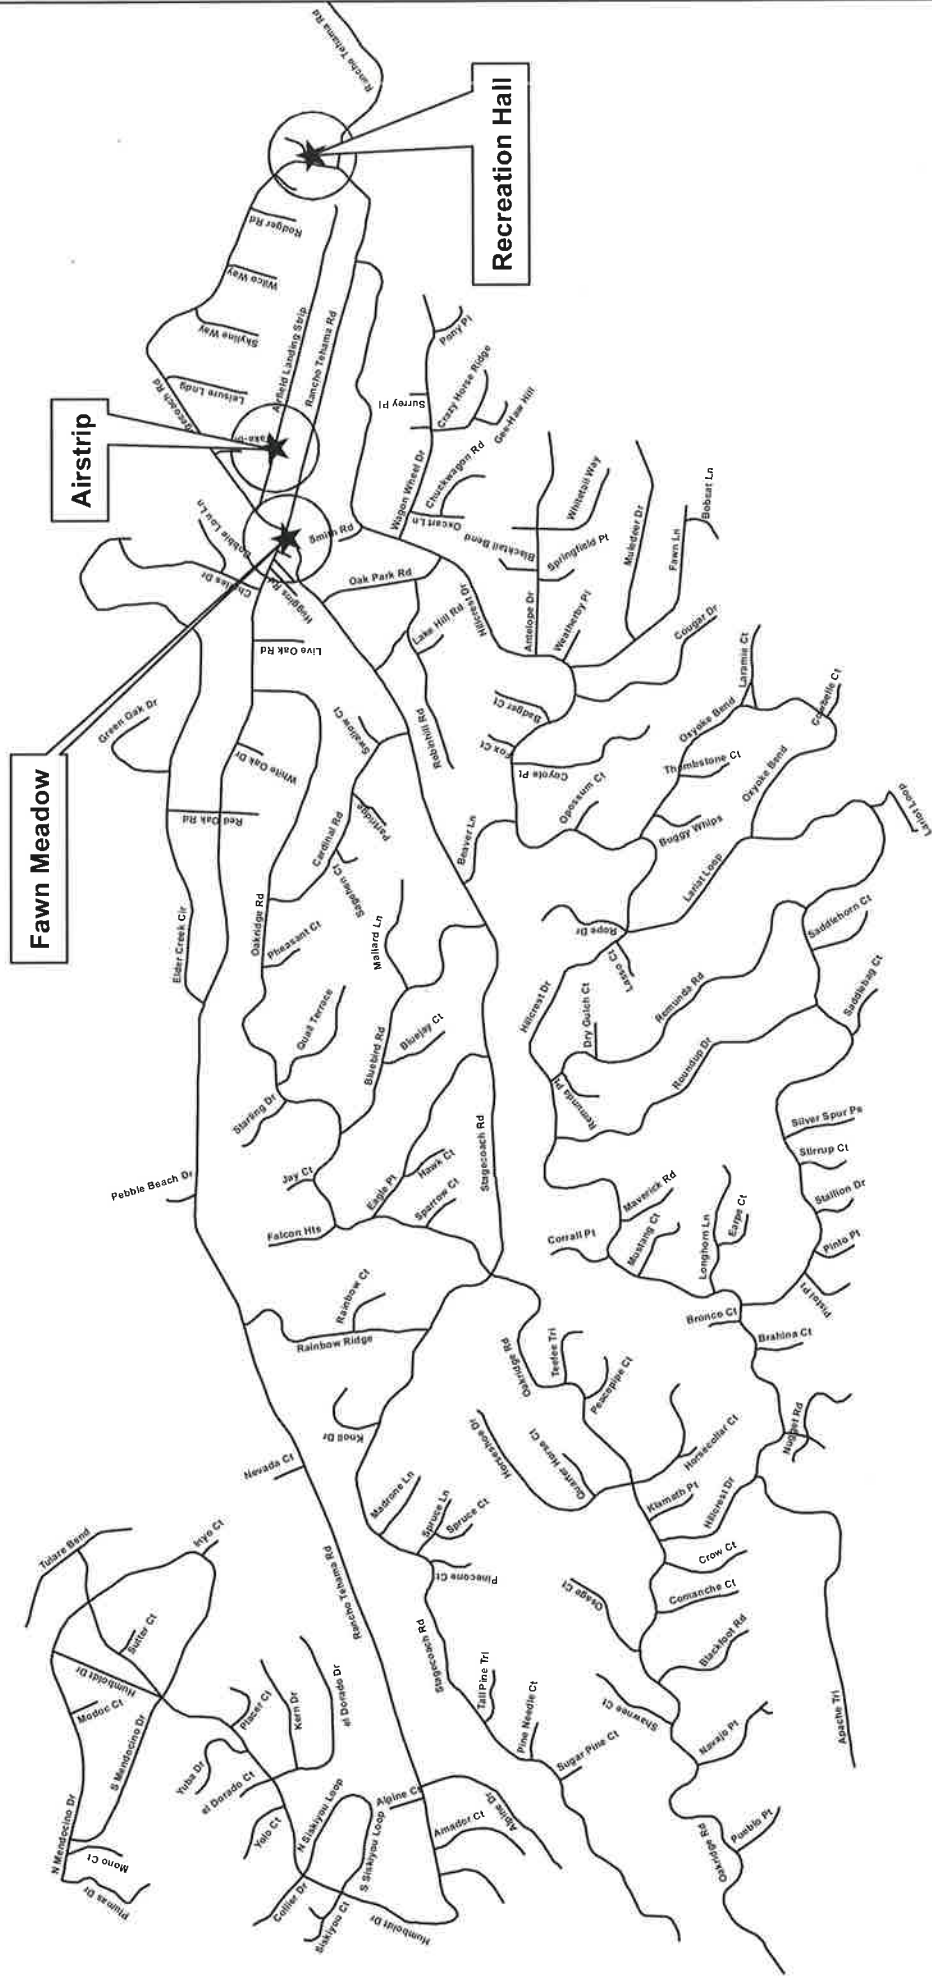 Rancho Tehama Rd
Recreation Hall
Rodger Rd
Wilco Way
Skyline Way
Leisure Lndg
Airfield Landing Strip
Rancho Tehama Rd
Airstrip
Pony Pl
Surrey Pl
Crazy Horse Ridge
Gee-Haw Hill
Wagon Wheel Dr
Chuckwagon Rd
Oxcart Ln
Smith Rd
Bobbie Lou Ln
Charles Dr
Huggins Rd
Oak Park Rd
Live Oak Rd
Hillcrest Dr
Lake Hill Rd
Robinhill Rd
Blacktail Bend
Whitetail Way
Springfield Pt
Antelope Dr
Weatherby Pl
Muledeer Dr
Fawn Ln
Bobcat Ln
Cougar Dr
Badger Ct
Fox Ct
Coyote Pt
Opossum Ct
Fawn Meadow
Green Oak Dr
White Oak Dr
Red Oak Rd
Swallow Ct
Partridge
Cardinal Rd
Sagehen Ct
Beaver Ln
Laramie Ct
Oxyoke Bend
Cowbelle Ct
Thombstone Ct
Oxyoke Bend
Buggy Whips
Lariat Loop
Lariat Loop
Elder Creek Cir
Oakridge Rd
Pheasant Ct
Mallard Ln
Rope Dr
Lasso Ct
Saddlehorn Ct
Saddlebag Ct
Quail Terrace
Bluebird Rd
Bluejay Ct
Hillcrest Dr
Dry Gulch Ct
Remunda Rd
Remunda Pl
Roundup Dr
Starling Dr
Pebble Beach Dr
Jay Ct
Eagle Pt
Hawk Ct
Sparrow Ct
Stagecoach Rd
Falcon Hts
Silver Spur Ps
Stirrup Ct
Stallion Dr
Pinto Pt
Pistol Pt
Corral Pt
Maverick Rd
Mustang Ct
Longhorn Ln
Earps Ct
Bronco Ct
Brahina Ct
Nugget Rd
Rainbow Ct
Rainbow Ridge
Oakridge Rd
Teetee Trl
Peacepipe Ct
Knoll Dr
Nevada Ct
Horseshoe Dr
Quarter Horse Ct
Horsecollar Ct
Madrone Ln
Spruce Ln
Spruce Ct
Pinecone Ct
Klamath Pt
Hillcrest Dr
Crow Ct
Comanche Ct
Osage Ct
Blackfoot Rd
Apache Trl
Tulare Bend
Inyo Ct
Sutter Ct
Humboldt Dr
Modoc Ct
S Mendocino Dr
N Mendocino Dr
Mono Ct
Plumas Dr
Rancho Tehama Rd
Stagecoach Rd
Tall Pine Trl
Pine Needle Ct
Sugar Pine Ct
Shawnee Ct
Navajo Pt
Pueblo Pt
Oakridge Rd
Placer Ct
Kern Dr
el Dorado Dr
Yuba Dr
el Dorado Ct
Yolo Ct
N Siskiyou Loop
S Siskiyou Loop
Alpine Ct
Alpine Dr
Amador Ct
Collier Dr
Siskiyou Ct
Humboldt Dr